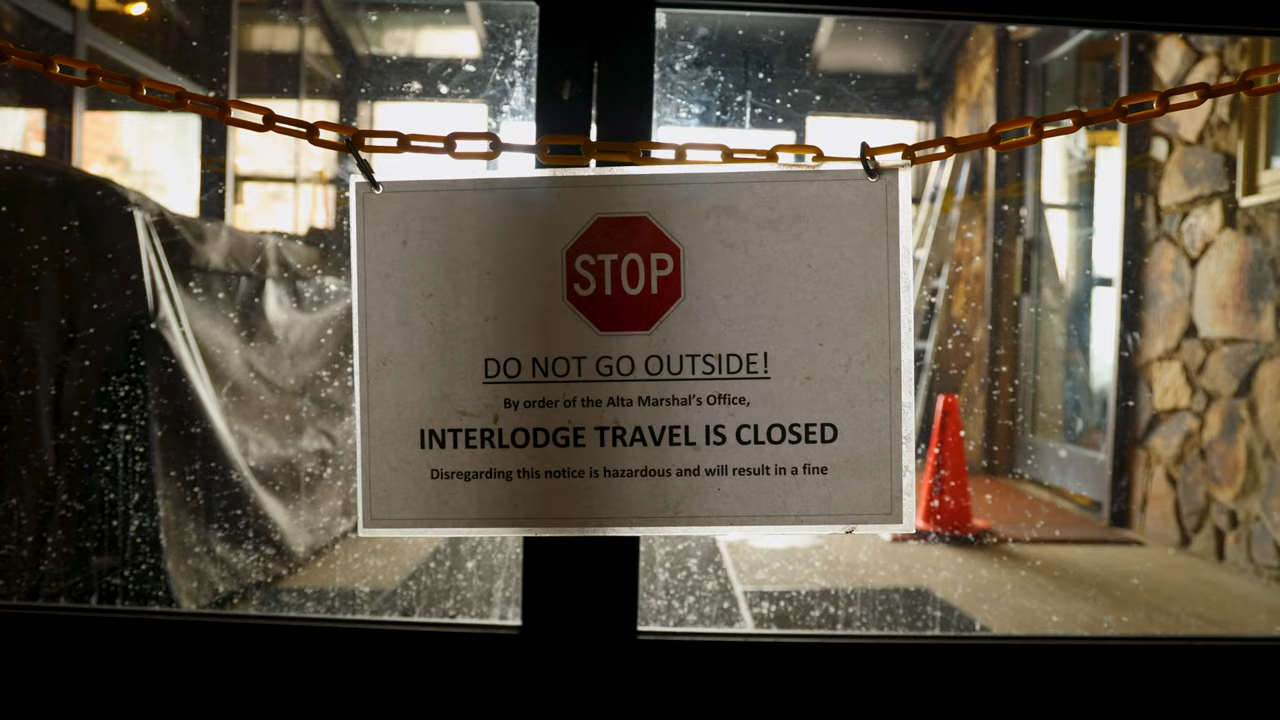 STOP
DO NOT GO OUTSIDE!
By order of the Alta Marshal's Office,
INTERLODGE TRAVEL IS CLOSED
Disregarding this notice is hazardous and will result in a fine